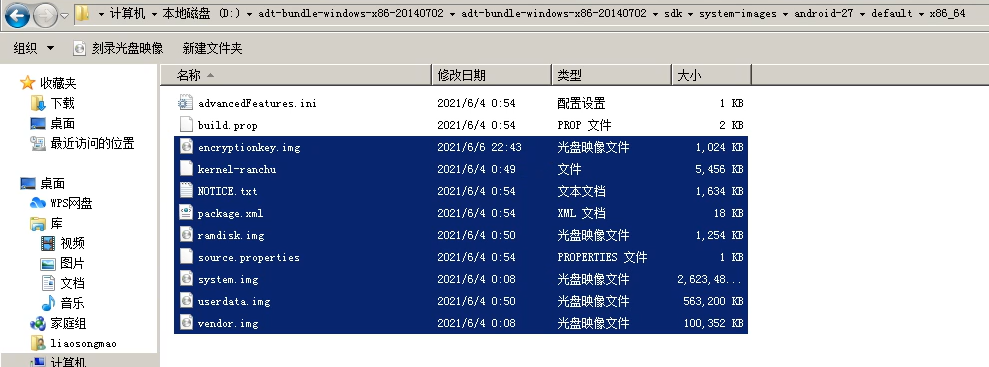 计算机 ▸ 本地磁盘 (D:) ▸ adt-bundle-windows-x86-20140702 ▸ adt-bundle-windows-x86-20140702 ▸ sdk ▸ system-images ▸ android-27 ▸ default ▸ x86_64
组织 刻录光盘映像 新建文件夹
收藏夹
下载
桌面
最近访问的位置
桌面
WPS网盘
库
视频
图片
文档
音乐
家庭组
liaosongmao
计算机
名称 修改日期 类型 大小
advancedFeatures.ini 2021/6/4 0:54 配置设置 1 KB
build.prop 2021/6/4 0:54 PROP 文件 2 KB
encryptionkey.img 2021/6/6 22:43 光盘映像文件 1,024 KB
kernel-ranchu 2021/6/4 0:49 文件 5,456 KB
NOTICE.txt 2021/6/4 0:54 文本文档 1,634 KB
package.xml 2021/6/4 0:54 XML 文档 18 KB
ramdisk.img 2021/6/4 0:50 光盘映像文件 1,254 KB
source.properties 2021/6/4 0:54 PROPERTIES 文件 1 KB
system.img 2021/6/4 0:08 光盘映像文件 2,623,48...
userdata.img 2021/6/4 0:50 光盘映像文件 563,200 KB
vendor.img 2021/6/4 0:08 光盘映像文件 100,352 KB